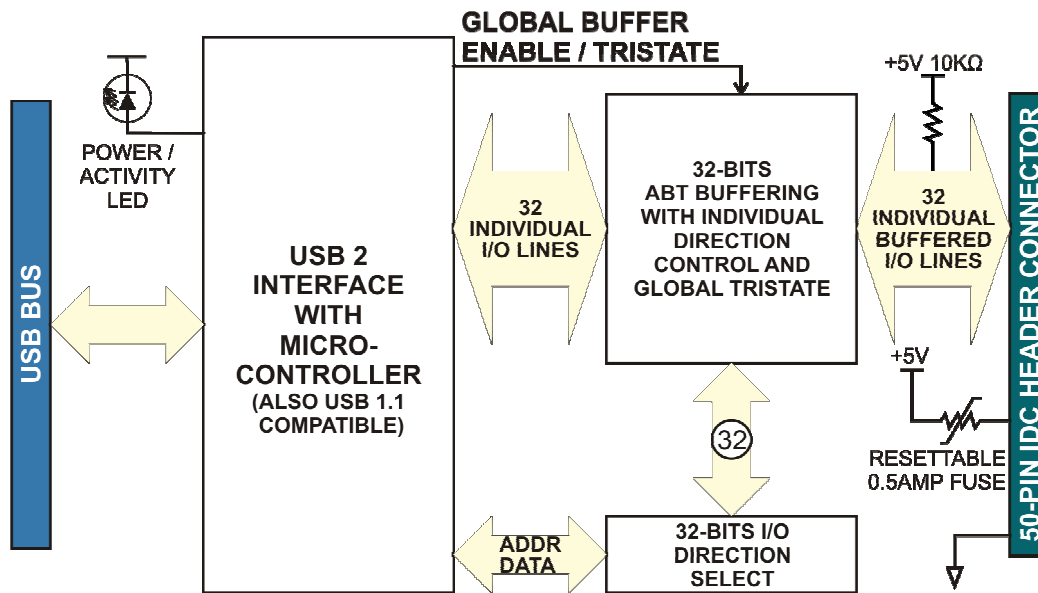 GLOBAL BUFFER
ENABLE / TRISTATE
+5V 10KΩ
POWER /
ACTIVITY
LED
USB BUS
USB 2
INTERFACE
WITH
MICRO-
CONTROLLER
(ALSO USB 1.1
COMPATIBLE)
32
INDIVIDUAL
I/O LINES
32-BITS
ABT BUFFERING
WITH INDIVIDUAL
DIRECTION
CONTROL AND
GLOBAL TRISTATE
32
INDIVIDUAL
BUFFERED
I/O LINES
50-PIN IDC HEADER CONNECTOR
+5V
RESETTABLE
0.5AMP FUSE
32
ADDR
DATA
32-BITS I/O
DIRECTION
SELECT